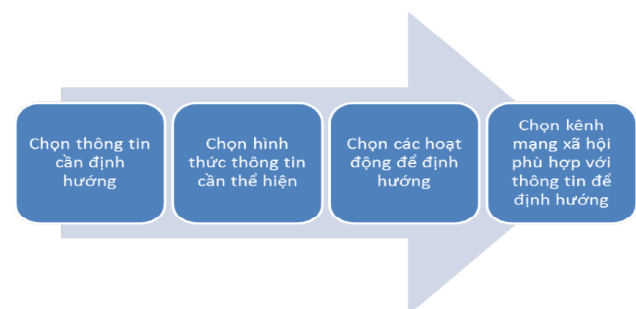 Chọn thông tin
cần định
hướng
Chọn hình
thức thông tin
cần thể hiện
Chọn các hoạt
động để định
hướng
Chọn kênh
mạng xã hội
phù hợp với
thông tin để
định hướng